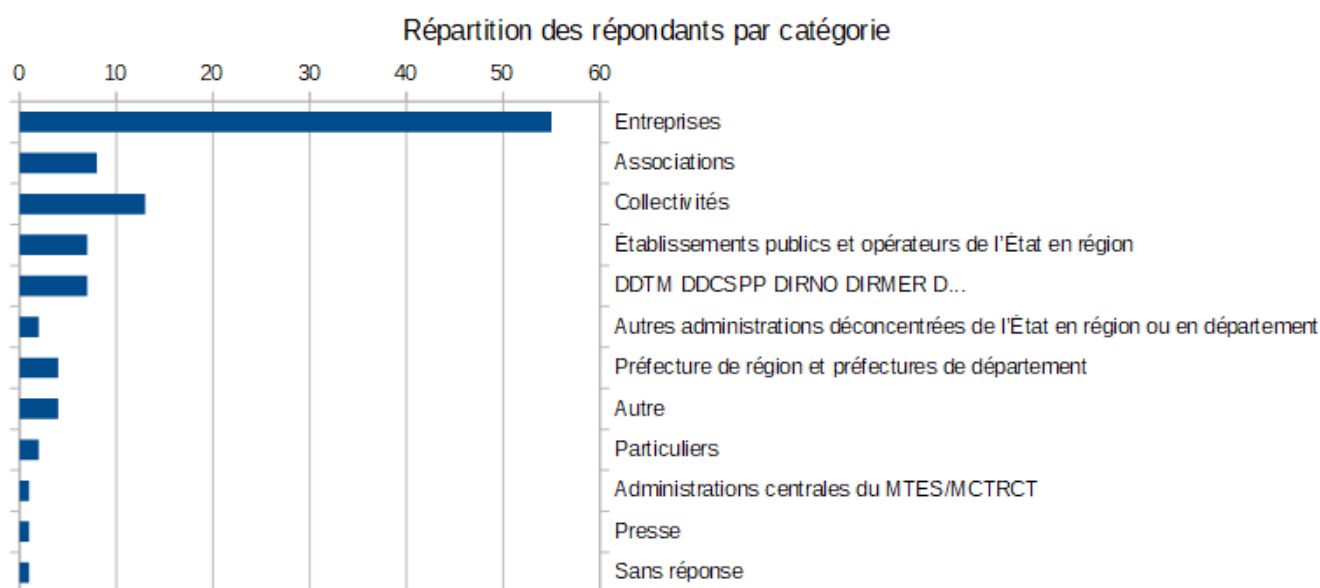 Répartition des répondants par catégorie
0 10 20 30 40 50 60
Entreprises
Associations
Collectivités
Établissements publics et opérateurs de l'État en région
DDTM DDCSPP DIRNO DIRMER D...
Autres administrations déconcentrées de l'État en région ou en département
Préfecture de région et préfectures de département
Autre
Particuliers
Administrations centrales du MTES/MCTRCT
Presse
Sans réponse